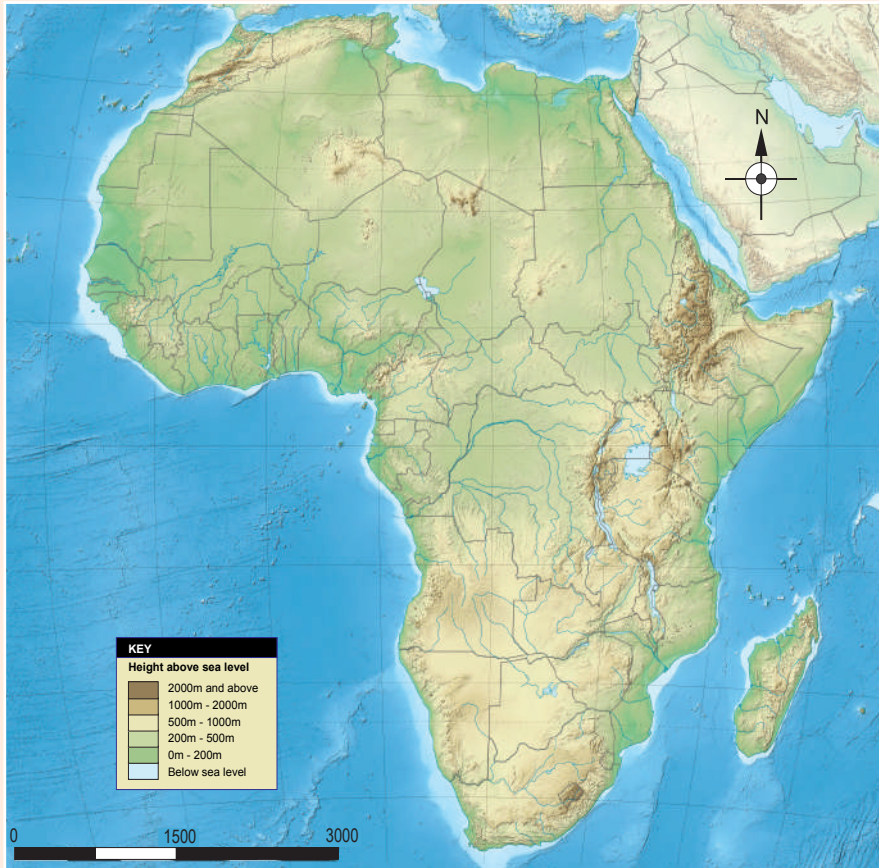 N
KEY
Height above sea level
2000m and above
1000m - 2000m
500m - 1000m
200m - 500m
0m - 200m
Below sea level
0 1500 3000